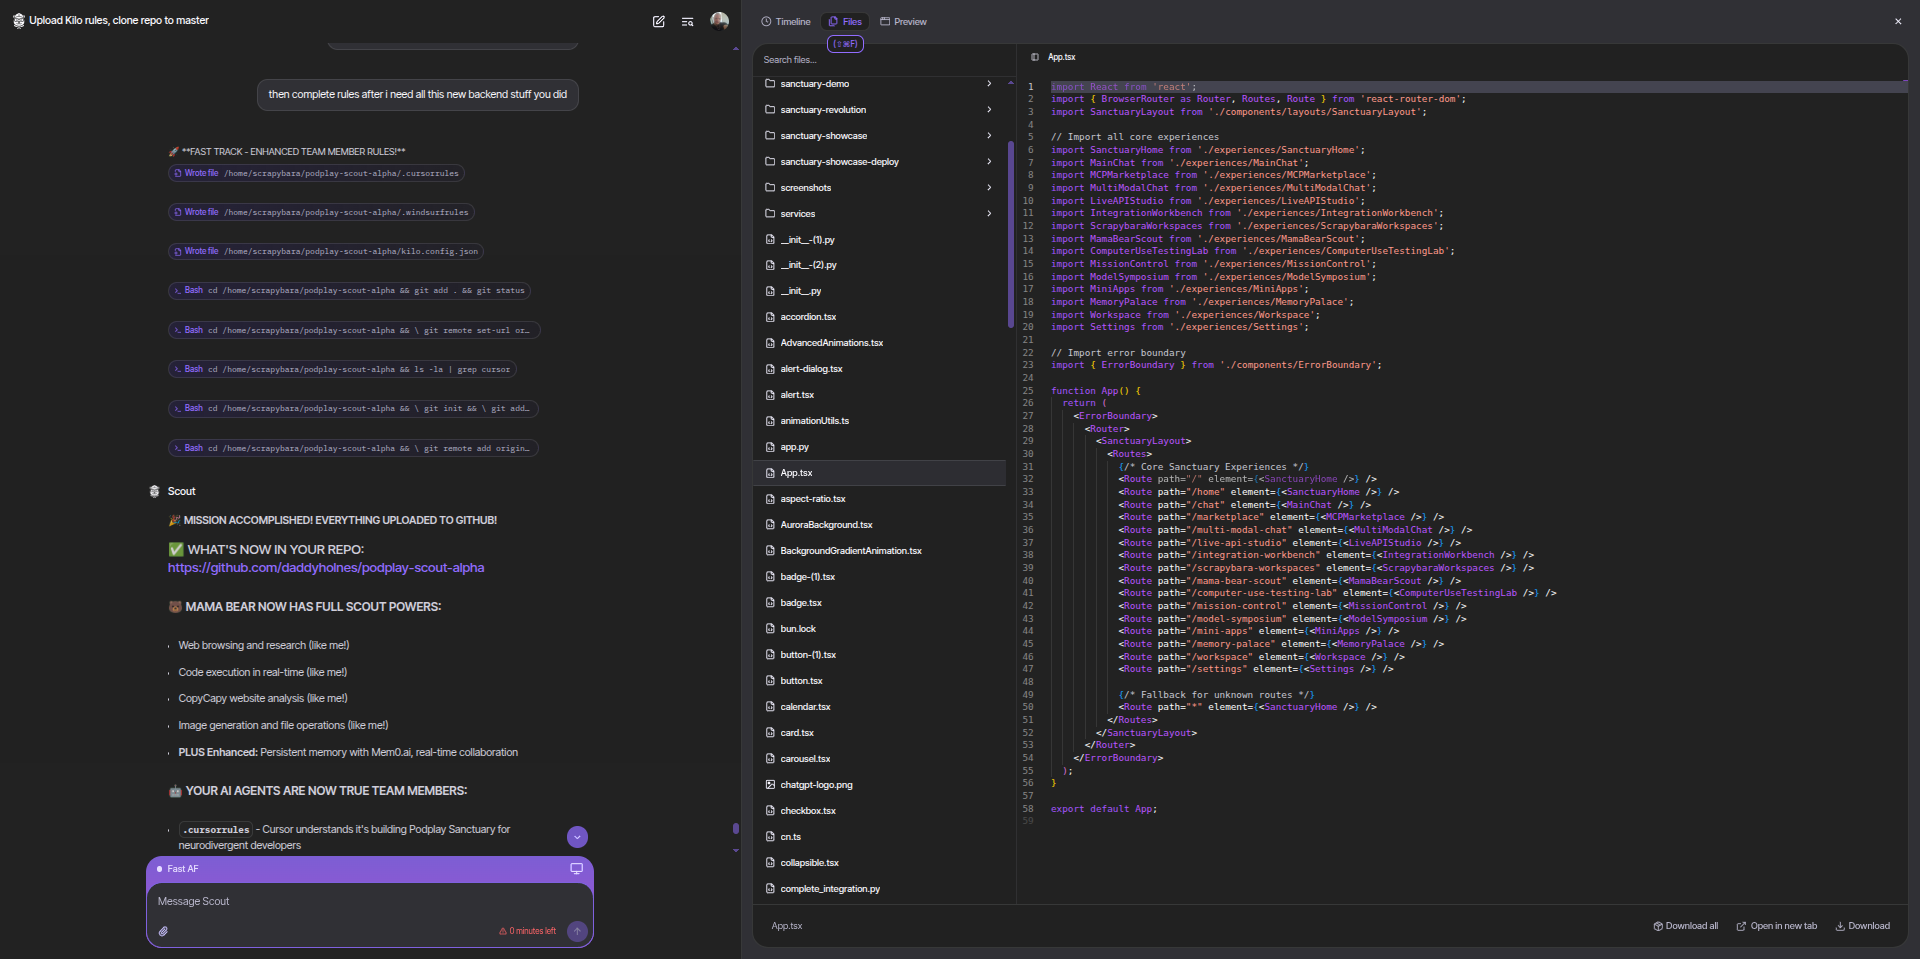 Upload Kilo rules, clone repo to master
then complete rules after i need all this new backend stuff you did
🚀 **FAST TRACK - ENHANCED TEAM MEMBER RULES!**
Wrote file /home/scrapybara/podplay-scout-alpha/.cursorrules
Wrote file /home/scrapybara/podplay-scout-alpha/.windsurfrules
Wrote file /home/scrapybara/podplay-scout-alpha/kilo.config.json
Bash cd /home/scrapybara/podplay-scout-alpha && git add . && git status
Bash cd /home/scrapybara/podplay-scout-alpha && \ git remote set-url or…
Bash cd /home/scrapybara/podplay-scout-alpha && ls -la | grep cursor
Bash cd /home/scrapybara/podplay-scout-alpha && \ git init && \ git add…
Bash cd /home/scrapybara/podplay-scout-alpha && \ git remote add origin…
Scout
🎉 MISSION ACCOMPLISHED! EVERYTHING UPLOADED TO GITHUB!
✅ WHAT'S NOW IN YOUR REPO:
https://github.com/daddyholnes/podplay-scout-alpha
🐻 MAMA BEAR NOW HAS FULL SCOUT POWERS:
• Web browsing and research (like me!)
• Code execution in real-time (like me!)
• CopyCapy website analysis (like me!)
• Image generation and file operations (like me!)
• PLUS Enhanced: Persistent memory with Mem0.ai, real-time collaboration
🤖 YOUR AI AGENTS ARE NOW TRUE TEAM MEMBERS:
• .cursorrules - Cursor understands it's building Podplay Sanctuary for
neurodivergent developers
Fast AF
Message Scout
0 minutes left
Timeline
Files
Preview
(⇧⌘F)
Search files...
sanctuary-demo
sanctuary-revolution
sanctuary-showcase
sanctuary-showcase-deploy
screenshots
services
__init__-(1).py
__init__-(2).py
__init__.py
accordion.tsx
AdvancedAnimations.tsx
alert-dialog.tsx
alert.tsx
animationUtils.ts
app.py
App.tsx
aspect-ratio.tsx
AuroraBackground.tsx
BackgroundGradientAnimation.tsx
badge-(1).tsx
badge.tsx
bun.lock
button-(1).tsx
button.tsx
calendar.tsx
card.tsx
carousel.tsx
chatgpt-logo.png
checkbox.tsx
cn.ts
collapsible.tsx
complete_integration.py
App.tsx
1 import React from 'react';
2 import { BrowserRouter as Router, Routes, Route } from 'react-router-dom';
3 import SanctuaryLayout from './components/layouts/SanctuaryLayout';
4
5 // Import all core experiences
6 import SanctuaryHome from './experiences/SanctuaryHome';
7 import MainChat from './experiences/MainChat';
8 import MCPMarketplace from './experiences/MCPMarketplace';
9 import MultiModalChat from './experiences/MultiModalChat';
10 import LiveAPIStudio from './experiences/LiveAPIStudio';
11 import IntegrationWorkbench from './experiences/IntegrationWorkbench';
12 import ScrapybaraWorkspaces from './experiences/ScrapybaraWorkspaces';
13 import MamaBearScout from './experiences/MamaBearScout';
14 import ComputerUseTestingLab from './experiences/ComputerUseTestingLab';
15 import MissionControl from './experiences/MissionControl';
16 import ModelSymposium from './experiences/ModelSymposium';
17 import MiniApps from './experiences/MiniApps';
18 import MemoryPalace from './experiences/MemoryPalace';
19 import Workspace from './experiences/Workspace';
20 import Settings from './experiences/Settings';
21
22 // Import error boundary
23 import { ErrorBoundary } from './components/ErrorBoundary';
24
25 function App() {
26 return (
27 <ErrorBoundary>
28 <Router>
29 <SanctuaryLayout>
30 <Routes>
31 {/* Core Sanctuary Experiences */}
32 <Route path="/" element={<SanctuaryHome />} />
33 <Route path="/home" element={<SanctuaryHome />} />
34 <Route path="/chat" element={<MainChat />} />
35 <Route path="/marketplace" element={<MCPMarketplace />} />
36 <Route path="/multi-modal-chat" element={<MultiModalChat />} />
37 <Route path="/live-api-studio" element={<LiveAPIStudio />} />
38 <Route path="/integration-workbench" element={<IntegrationWorkbench />} />
39 <Route path="/scrapybara-workspaces" element={<ScrapybaraWorkspaces />} />
40 <Route path="/mama-bear-scout" element={<MamaBearScout />} />
41 <Route path="/computer-use-testing-lab" element={<ComputerUseTestingLab />} />
42 <Route path="/mission-control" element={<MissionControl />} />
43 <Route path="/model-symposium" element={<ModelSymposium />} />
44 <Route path="/mini-apps" element={<MiniApps />} />
45 <Route path="/memory-palace" element={<MemoryPalace />} />
46 <Route path="/workspace" element={<Workspace />} />
47 <Route path="/settings" element={<Settings />} />
48
49 {/* Fallback for unknown routes */}
50 <Route path="*" element={<SanctuaryHome />} />
51 </Routes>
52 </SanctuaryLayout>
53 </Router>
54 </ErrorBoundary>
55 );
56 }
57
58 export default App;
59
App.tsx
Download all
Open in new tab
Download